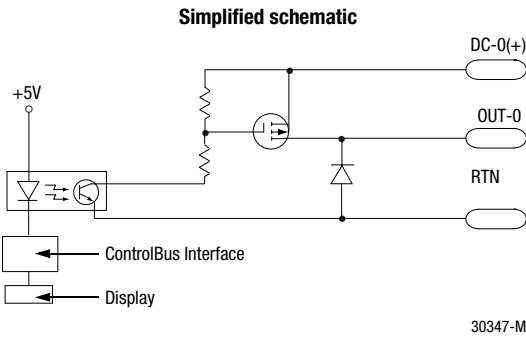 Simplified schematic
DC-0(+)
+5V
OUT-0
RTN
ControlBus Interface
Display
30347-M